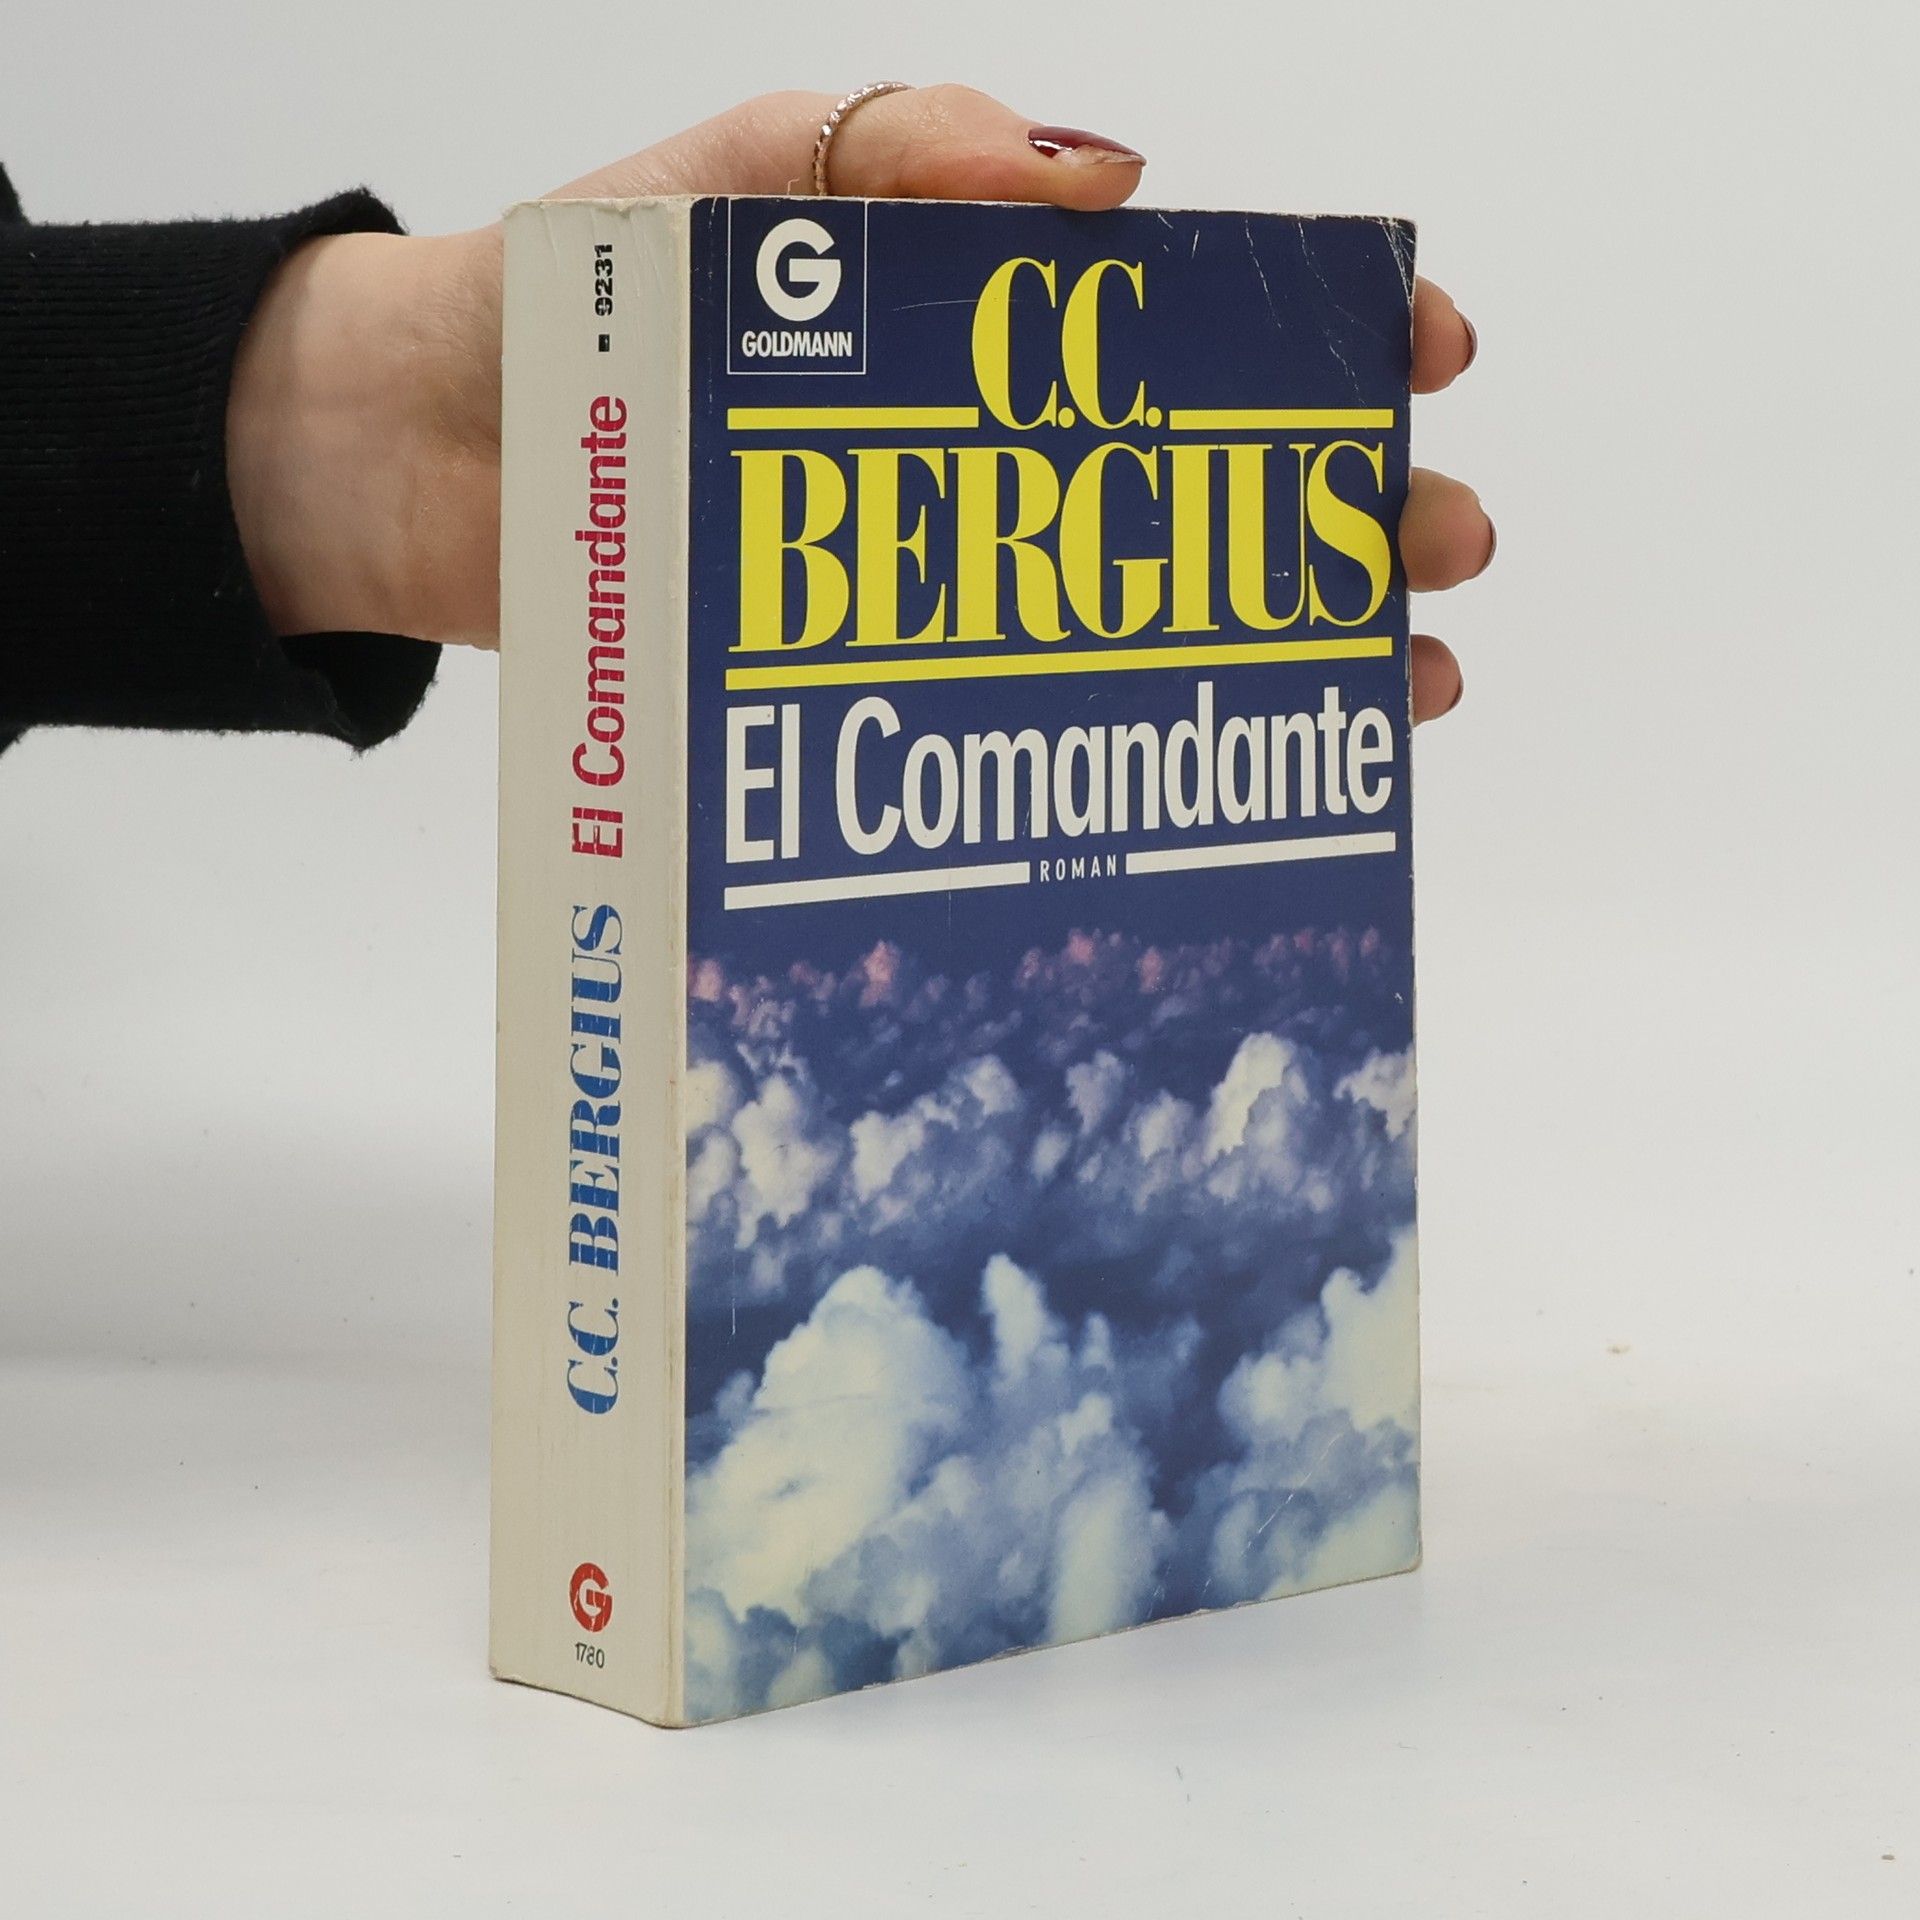 G
GOLDMANN
C.C.
BERGIUS
El Comandante
ROMAN
C.C. BERGIUS El Comandante ▪ 9231
G
1780